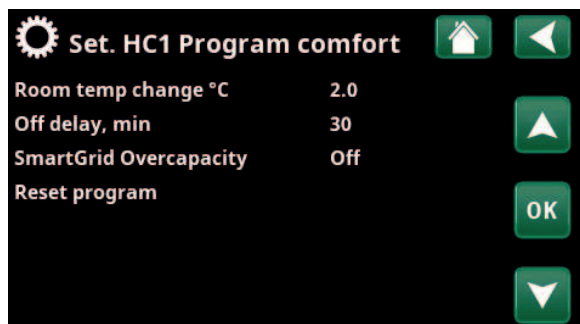 Set. HC1 Program comfort
Room temp change °C 2.0
Off delay, min 30
SmartGrid Overcapacity Off
Reset program
OK